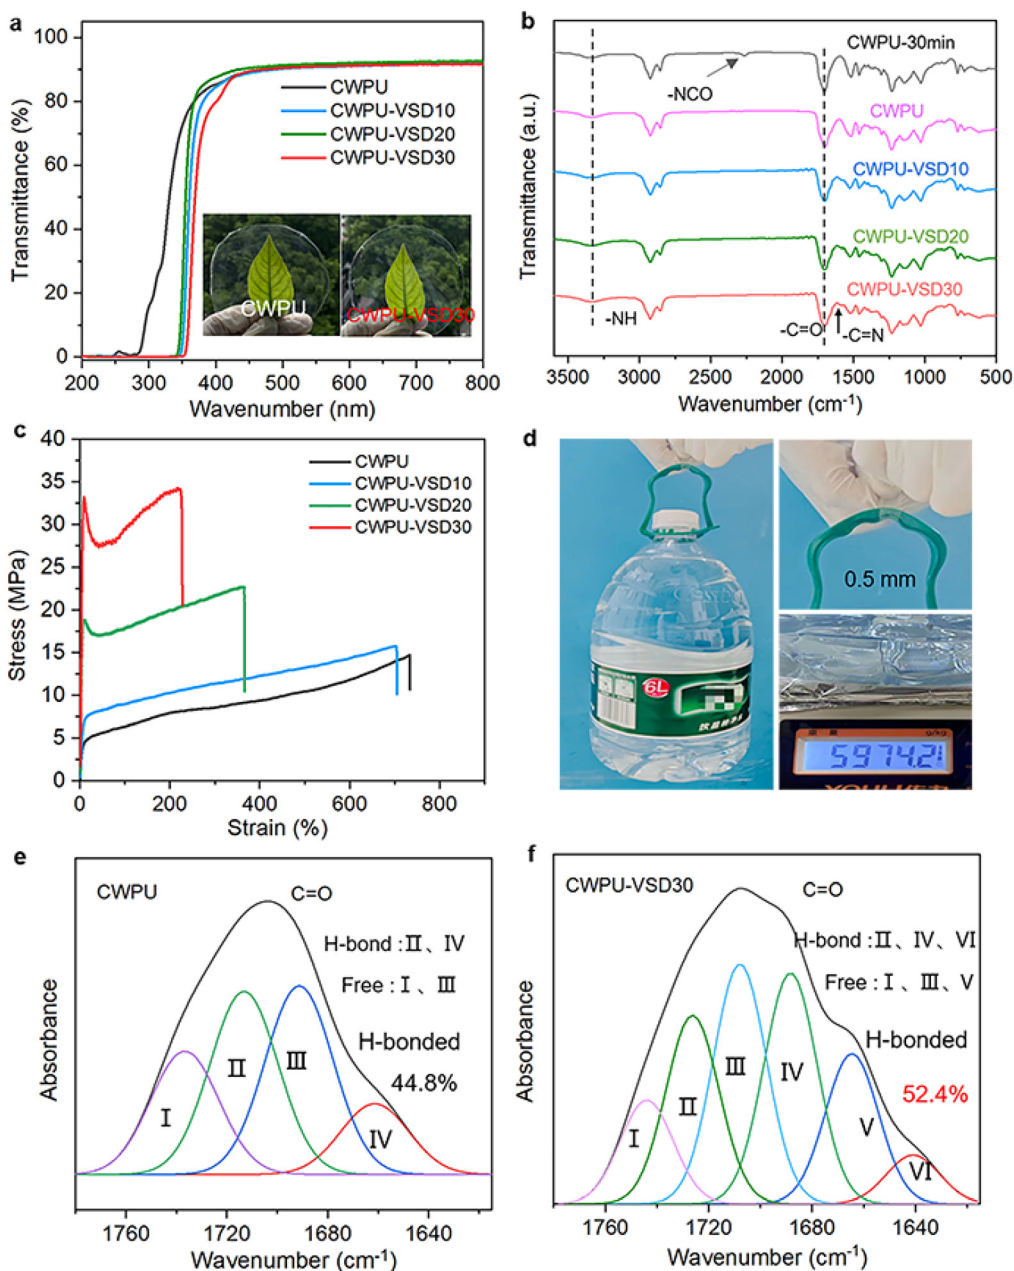 a
Transmittance (%)
100
80
60
40
20
0
CWPU
CWPU-VSD10
CWPU-VSD20
CWPU-VSD30
CWPU
CWPU-VSD30
200 300 400 500 600 700 800
Wavenumber (nm)
b
Transmittance (a.u.)
CWPU-30min
-NCO
CWPU
CWPU-VSD10
CWPU-VSD20
CWPU-VSD30
-NH
-C=O
-C=N
3500 3000 2500 2000 1500 1000 500
Wavenumber (cm⁻¹)
c
Stress (MPa)
40
35
30
25
20
15
10
5
0
CWPU
CWPU-VSD10
CWPU-VSD20
CWPU-VSD30
0 200 400 600 800
Strain (%)
d
6L
0.5 mm
g/kg
5974.2
e
CWPU
C=O
H-bond :Ⅱ、Ⅳ
Free : Ⅰ 、Ⅲ
H-bonded
44.8%
Ⅰ
Ⅱ
Ⅲ
Ⅳ
Absorbance
1760 1720 1680 1640
Wavenumber (cm⁻¹)
f
CWPU-VSD30
C=O
H-bond :Ⅱ、Ⅳ、Ⅵ
Free : Ⅰ、Ⅲ、Ⅴ
H-bonded
52.4%
Ⅰ
Ⅱ
Ⅲ
Ⅳ
Ⅴ
Ⅵ
Absorbance
1760 1720 1680 1640
Wavenumber (cm⁻¹)